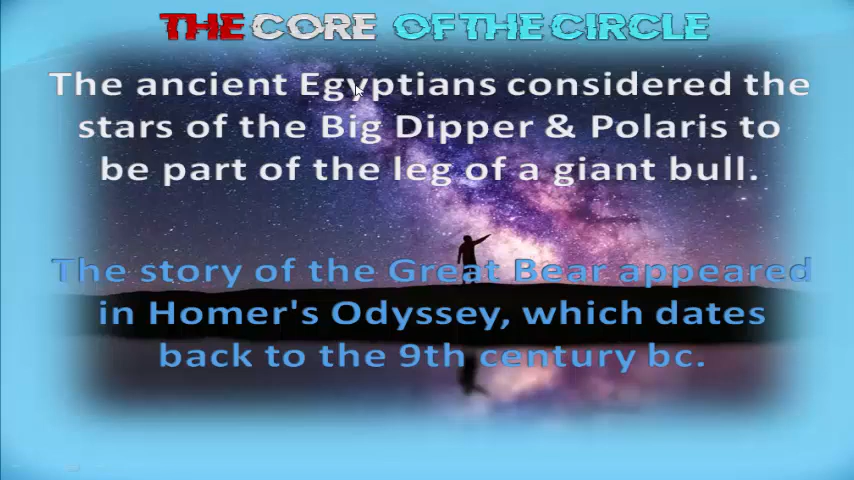 THE CORE OF THE CIRCLE
The ancient Egyptians considered the
stars of the Big Dipper & Polaris to
be part of the leg of a giant bull.
The story of the Great Bear appeared
in Homer's Odyssey, which dates
back to the 9th century bc.